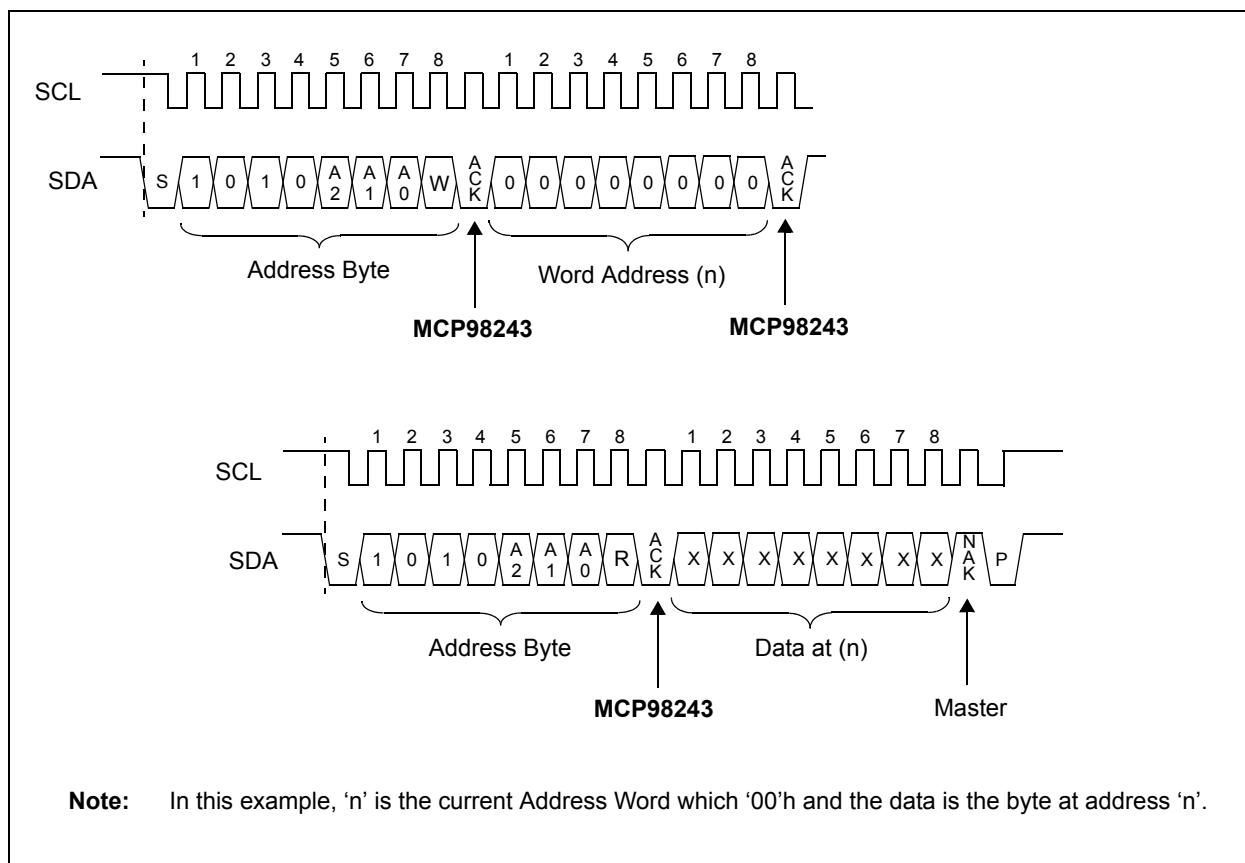 1 2 3 4 5 6 7 8 1 2 3 4 5 6 7 8
SCL
SDA S 1 0 1 0 A2 A1 A0 W ACK 0 0 0 0 0 0 0 0 ACK
Address Byte Word Address (n)
MCP98243 MCP98243
1 2 3 4 5 6 7 8 1 2 3 4 5 6 7 8
SCL
SDA S 1 0 1 0 A2 A1 A0 R ACK X X X X X X X X NAK P
Address Byte Data at (n)
MCP98243 Master
Note: In this example, ‘n’ is the current Address Word which ‘00’h and the data is the byte at address ‘n’.